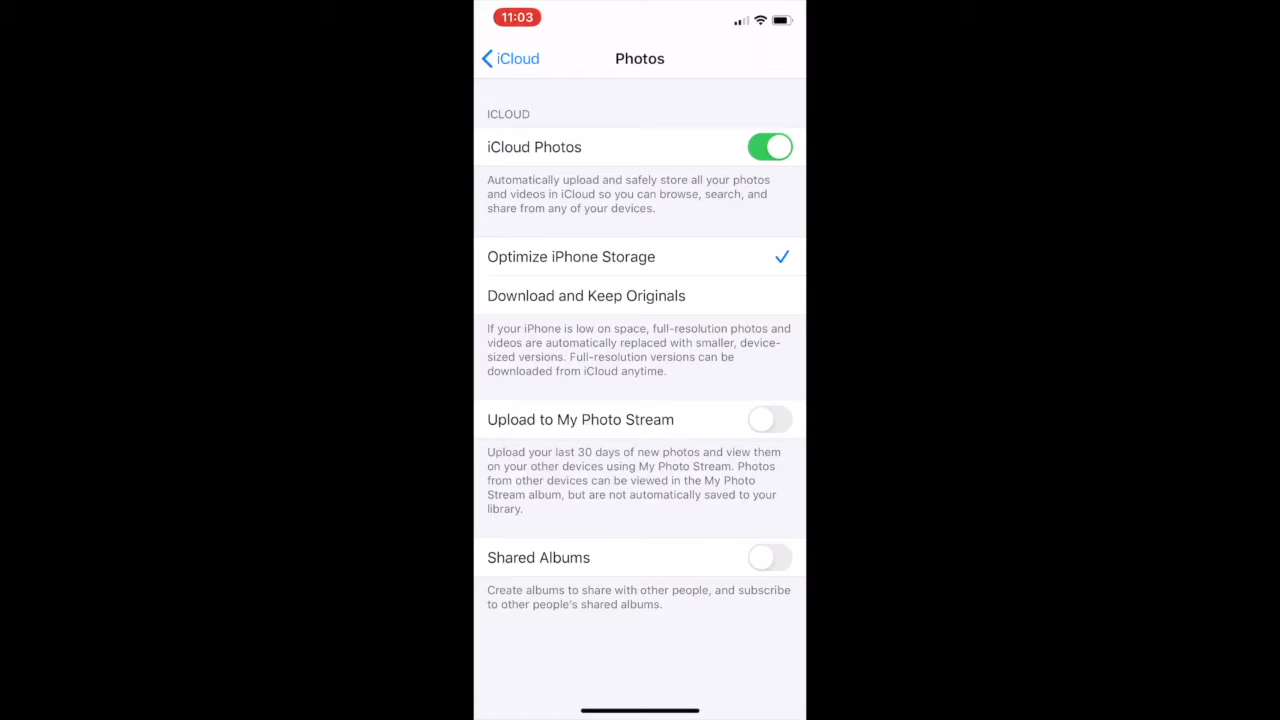 11:03
iCloud
Photos
ICLOUD
iCloud Photos
Automatically upload and safely store all your photos
and videos in iCloud so you can browse, search, and
share from any of your devices.
Optimize iPhone Storage
Download and Keep Originals
If your iPhone is low on space, full-resolution photos and
videos are automatically replaced with smaller, device-
sized versions. Full-resolution versions can be
downloaded from iCloud anytime.
Upload to My Photo Stream
Upload your last 30 days of new photos and view them
on your other devices using My Photo Stream. Photos
from other devices can be viewed in the My Photo
Stream album, but are not automatically saved to your
library.
Shared Albums
Create albums to share with other people, and subscribe
to other people's shared albums.